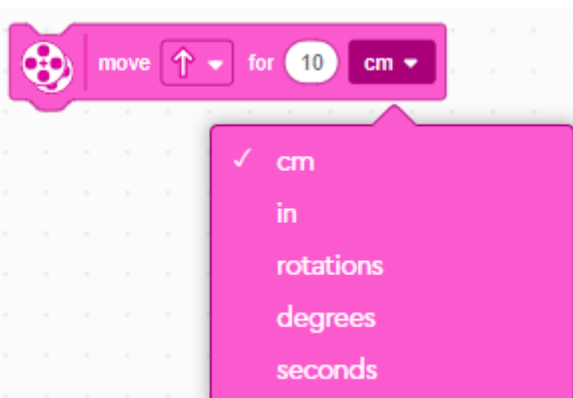 move for 10 cm
✓ cm
in
rotations
degrees
seconds